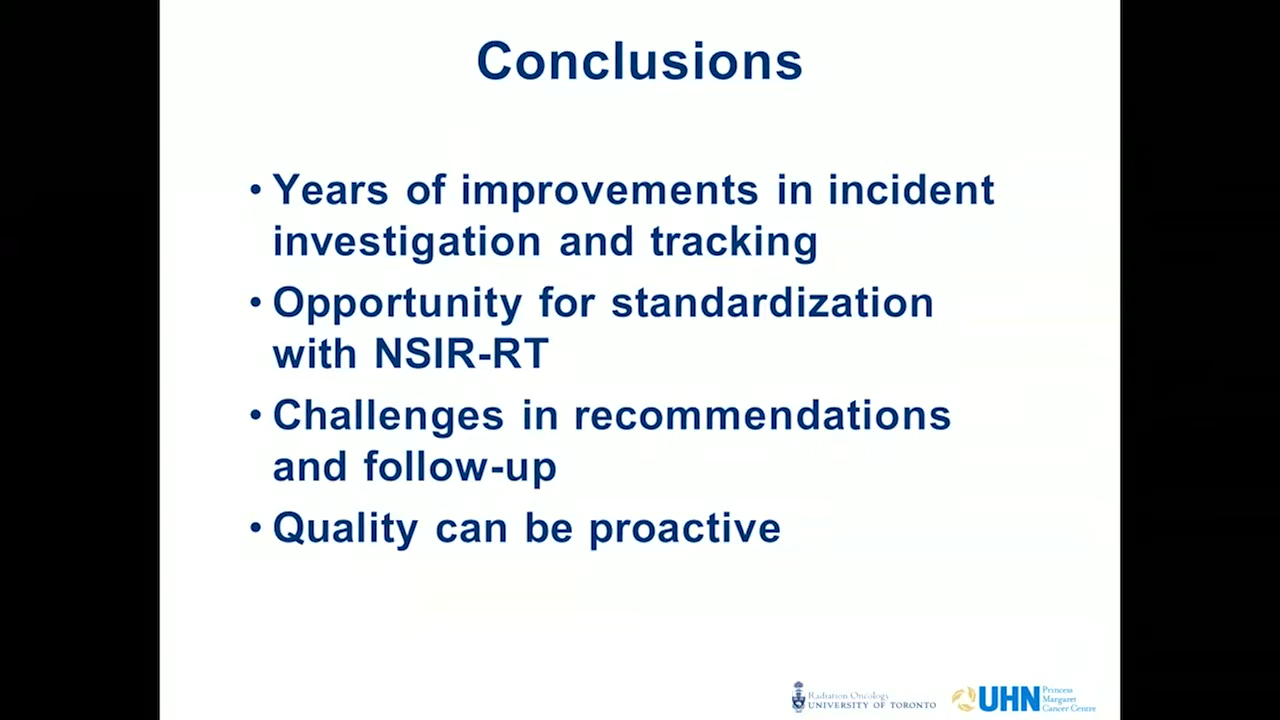 Conclusions
• Years of improvements in incident
investigation and tracking
• Opportunity for standardization
with NSIR-RT
• Challenges in recommendations
and follow-up
• Quality can be proactive
Radiation Oncology
UNIVERSITY OF TORONTO
UHN
Princess
Margaret
Cancer Centre